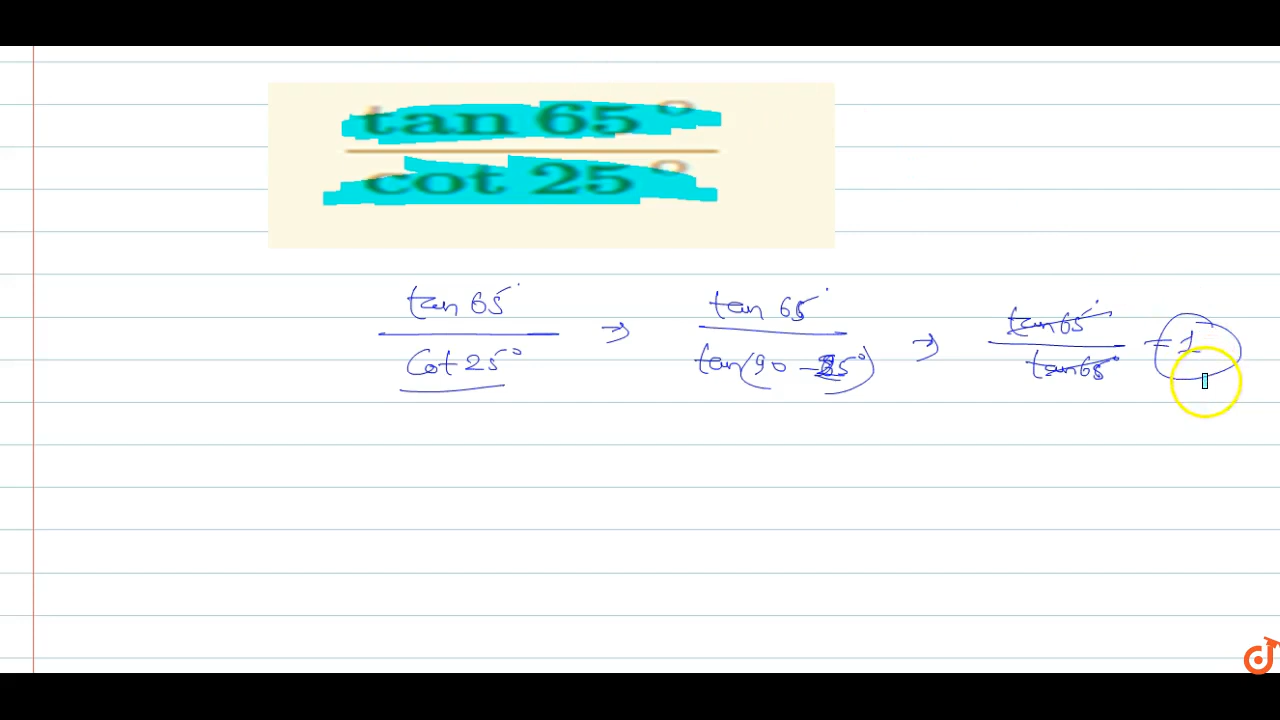 tan 65°
cot 25°
tan 65° ⇒ tan 65° ⇒ tan 65° = 1
cot 25° tan(90 - 25°) tan 65°